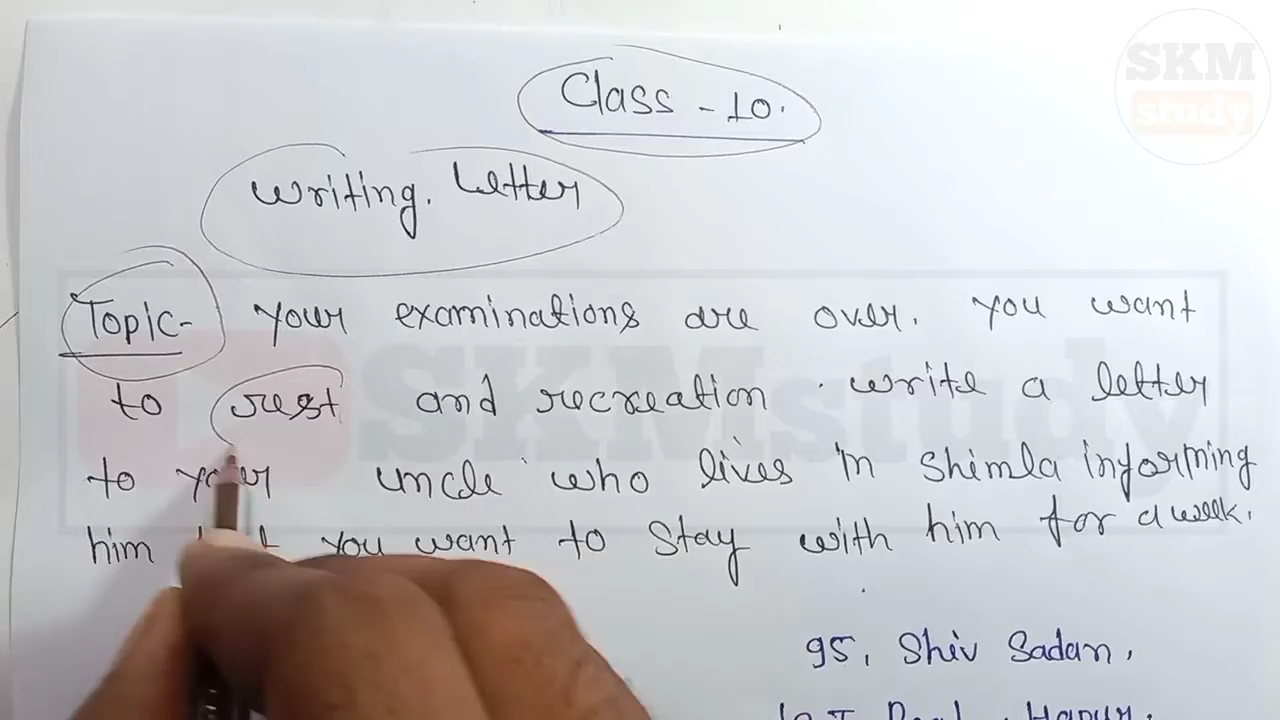 SKM
study
Class - 10.
Writing. Letter
Topic- Your examinations are over. You want
to rest and recreation. write a letter
to your uncle who lives in Shimla informing
him you want to stay with him for a week.
SKMstudy
95, Shiv Sadan,
Hapur.